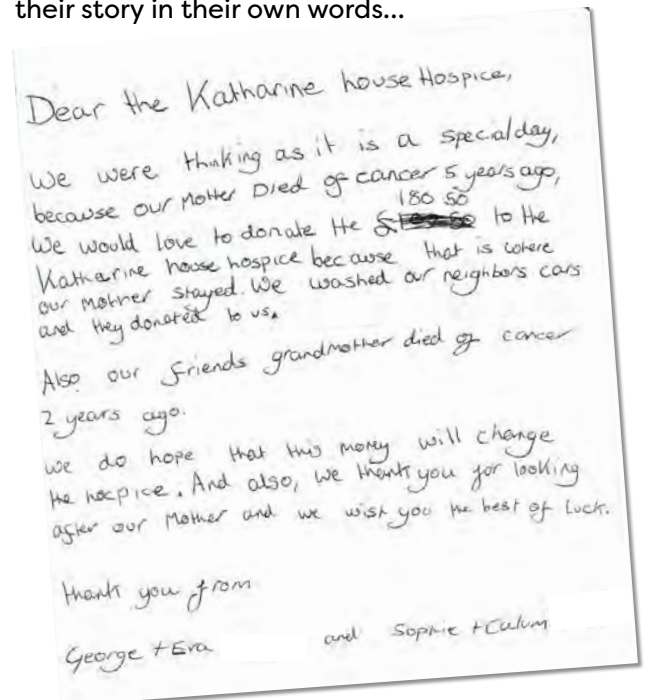 their story in their own words...
Dear the Katharine house Hospice,
We were thinking as it is a special day,
because our Mother Died of cancer 5 years ago,
180 50
We would love to donate the to the
Katharine house hospice because that is where
our Mother stayed. We washed our neighbors cars
and they donated to us.
Also our friends grandmother died of cancer
2 years ago.
we do hope that this money will change
the hospice. And also, we thank you for looking
after our Mother and we wish you the best of luck.
thank you from
George + Eva and Sophie + Calum